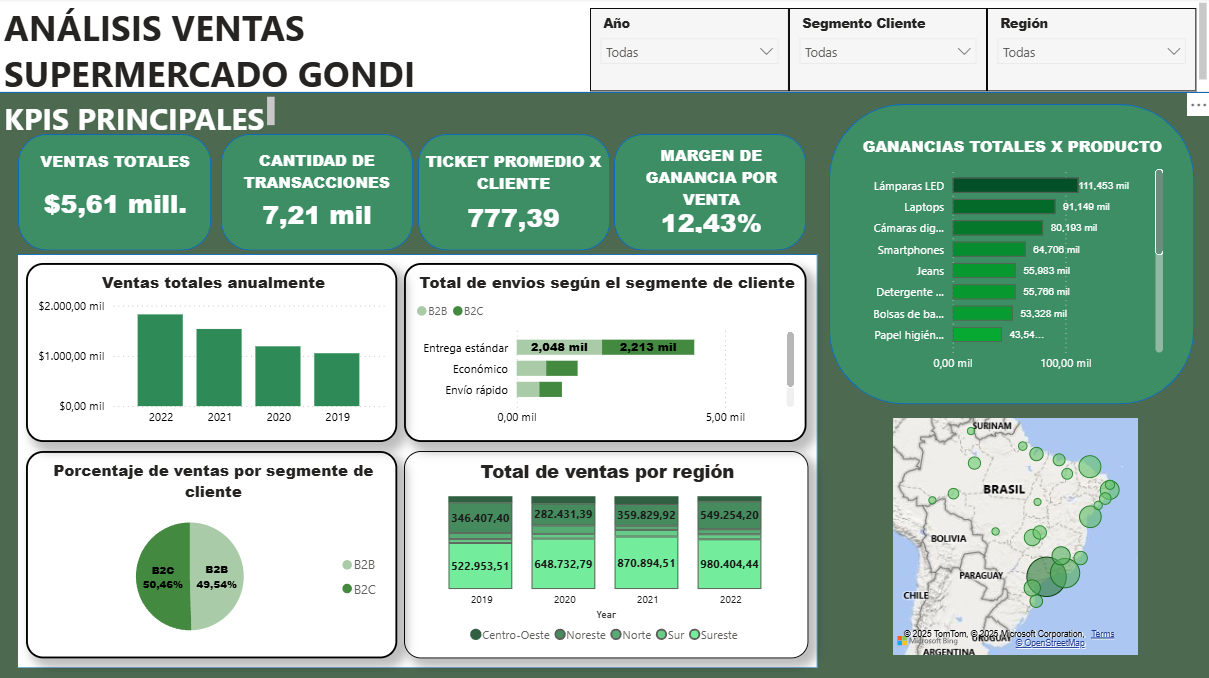 ANÁLISIS VENTAS
SUPERMERCADO GONDI
Año
Todas
Segmento Cliente
Todas
Región
Todas
KPIS PRINCIPALES
VENTAS TOTALES
$5,61 mill.
CANTIDAD DE
TRANSACCIONES
7,21 mil
TICKET PROMEDIO X
CLIENTE
777,39
MARGEN DE
GANANCIA POR
VENTA
12,43%
GANANCIAS TOTALES X PRODUCTO
Lámparas LED 111,453 mil
Laptops 91,149 mil
Cámaras dig... 80,193 mil
Smartphones 64,706 mil
Jeans 55,983 mil
Detergente ... 55,766 mil
Bolsas de ba... 53,328 mil
Papel higién... 43,54...
0,00 mil 100,00 mil
Ventas totales anualmente
$2.000,00 mil
$1.000,00 mil
$0,00 mil
2022 2021 2020 2019
Total de envios según el segmente de cliente
B2B B2C
Entrega estándar 2,048 mil 2,213 mil
Económico
Envío rápido
0,00 mil 5,00 mil
Porcentaje de ventas por segmente de
cliente
B2C
50,46%
B2B
49,54%
B2B
B2C
Total de ventas por región
346.407,40 282.431,39 359.829,92 549.254,20
522.953,51 648.732,79 870.894,51 980.404,44
2019 2020 2021 2022
Year
Centro-Oeste Noreste Norte Sur Sureste
SURINAM
BRASIL
BOLIVIA
PARAGUAY
CHILE
URUGUAY
ARGENTINA
© 2025 TomTom, © 2025 Microsoft Corporation, Terms
© OpenStreetMap
Microsoft Bing